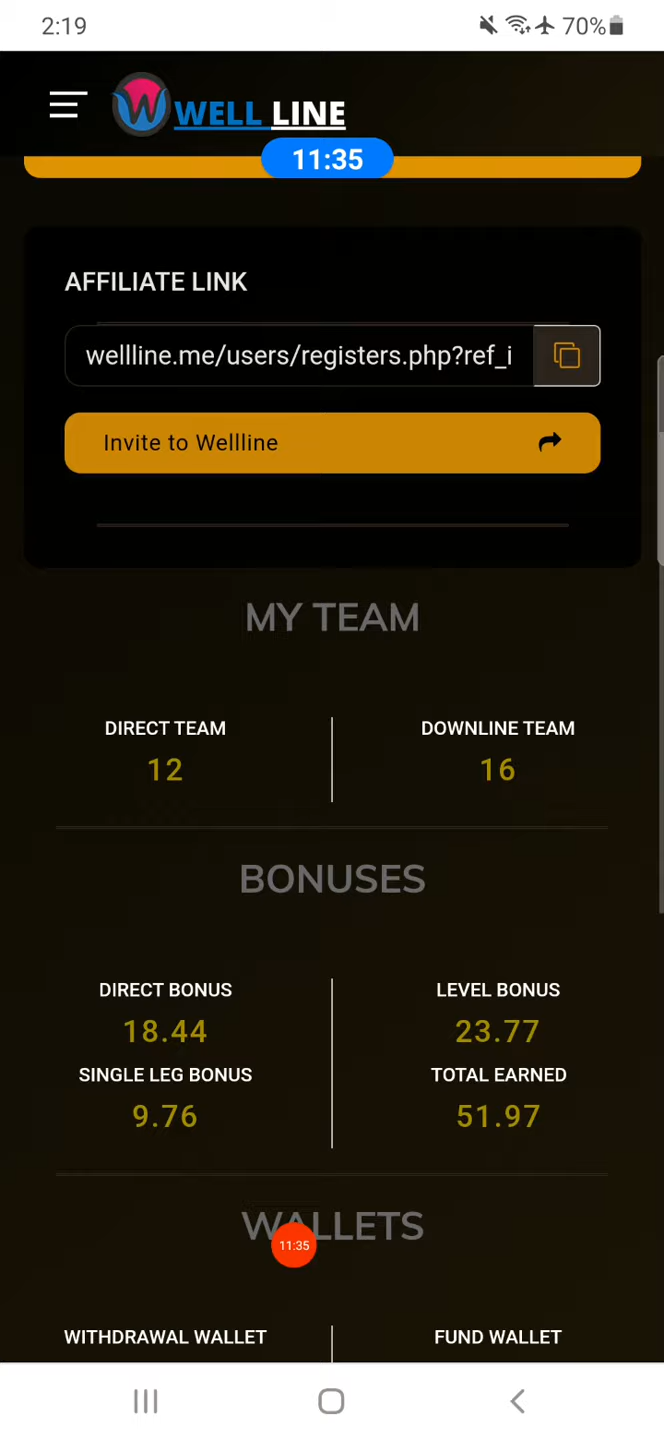 2:19
70%
WELL LINE
11:35
AFFILIATE LINK
wellline.me/users/registers.php?ref_i
Invite to Wellline
MY TEAM
DIRECT TEAM
DOWNLINE TEAM
12
16
BONUSES
DIRECT BONUS
LEVEL BONUS
18.44
23.77
SINGLE LEG BONUS
TOTAL EARNED
9.76
51.97
WALLETS
11:35
WITHDRAWAL WALLET
FUND WALLET